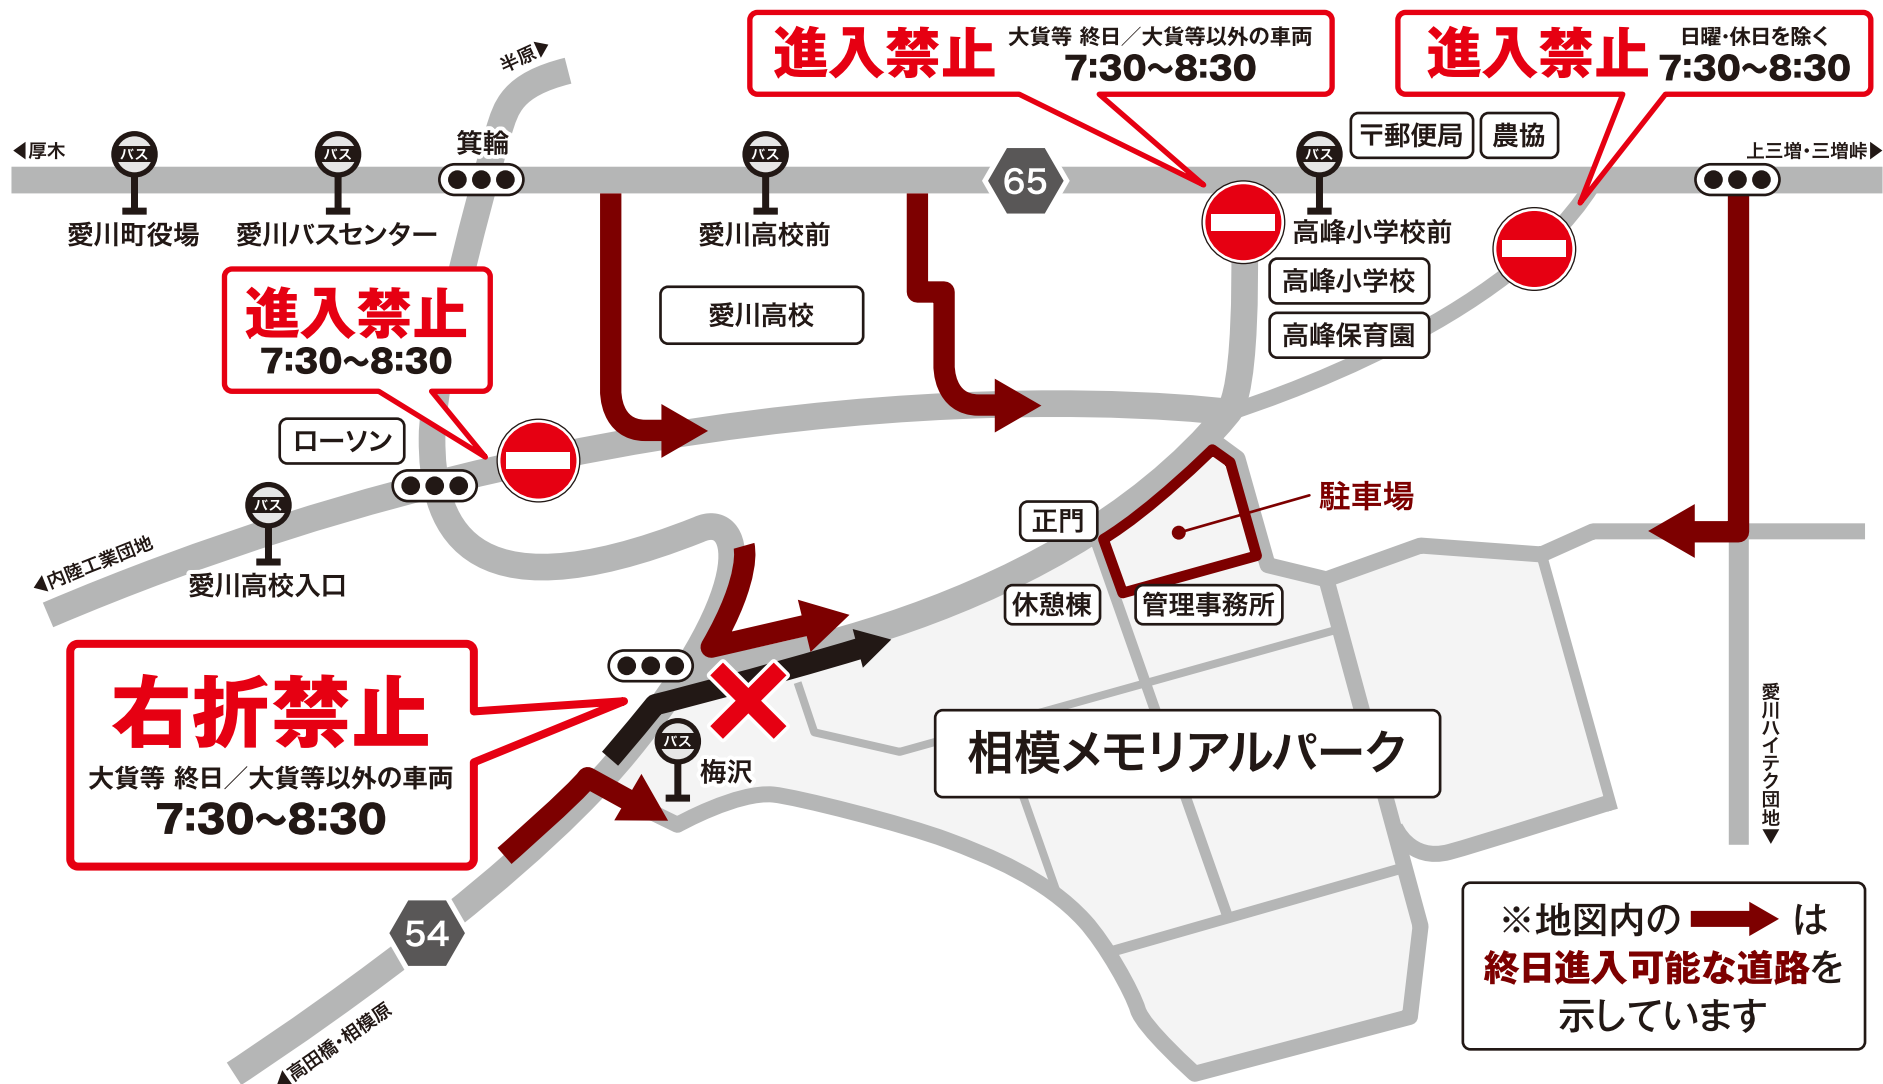 進入禁止
大貨等 終日／大貨等以外の車両
7:30〜8:30
進入禁止
日曜・休日を除く
7:30〜8:30
半原▶
◀厚木
バス
バス
箕輪
バス
65
バス
〒郵便局
農協
上三増・三増峠▶
愛川町役場
愛川バスセンター
愛川高校前
高峰小学校前
進入禁止
7:30〜8:30
愛川高校
高峰小学校
高峰保育園
ローソン
バス
◀内陸工業団地
愛川高校入口
正門
駐車場
休憩棟
管理事務所
右折禁止
大貨等 終日／大貨等以外の車両
7:30〜8:30
バス
梅沢
相模メモリアルパーク
愛川ハイテク団地▼
54
◀高田橋・相模原
※地図内の➡は
終日進入可能な道路を
示しています